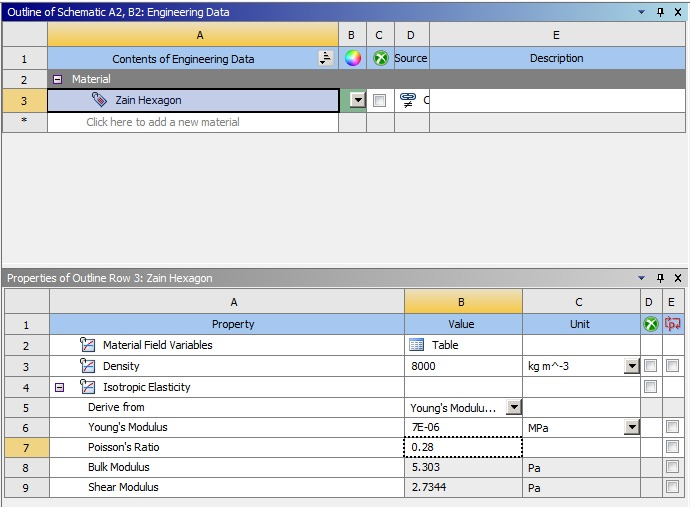 Outline of Schematic A2, B2: Engineering Data
A B C D E
1 Contents of Engineering Data Source Description
2 Material
3 Zain Hexagon C
* Click here to add a new material
Properties of Outline Row 3: Zain Hexagon
A B C D E
1 Property Value Unit
2 Material Field Variables Table
3 Density 8000 kg m^-3
4 Isotropic Elasticity
5 Derive from Young's Modulu...
6 Young's Modulus 7E-06 MPa
7 Poisson's Ratio 0.28
8 Bulk Modulus 5.303 Pa
9 Shear Modulus 2.7344 Pa